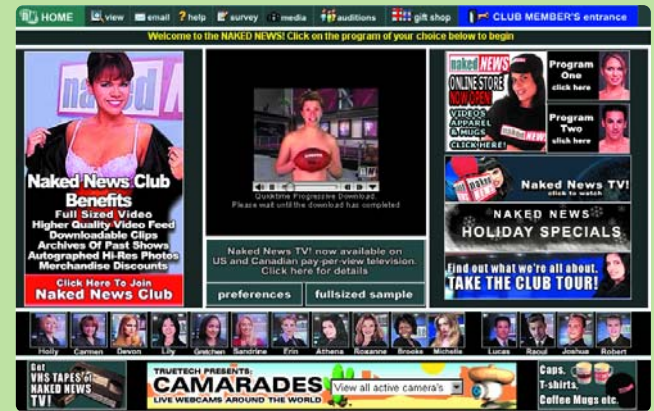 HOME
view
email
? help
survey
media
auditions
gift shop
CLUB MEMBER'S entrance
Welcome to the NAKED NEWS! Click on the program of your choice below to begin
naked N
Naked News Club
Benefits
Full Sized Video
Higher Quality Video Feed
Downloadable Clips
Archives Of Past Shows
Autographed Hi-Res Photos
Merchandise Discounts
Click Here To Join
Naked News Club
Quicktime Progressive Download.
Please wait until the download has completed
Naked News TV! now available on
US and Canadian pay-per-view television.
Click here for details
preferences
fullsized sample
naked NEWS
ONLINE STORE
NOW OPEN!
VIDEOS
APPAREL
& MUGS
CLICK HERE!
Program
One
click here
Program
Two
click here
Naked News TV!
click to watch
NAKED NEWS
HOLIDAY SPECIALS
Find out what we're all about.
TAKE THE CLUB TOUR!
Holly
Carmen
Devon
Lily
Gretchen
Sandrine
Erin
Athena
Roxanne
Brooke
Michelle
Lucas
Raoul
Joshua
Robert
Get
VHS TAPES of
NAKED NEWS
TV!
TRUETECH PRESENTS:
CAMARADES
LIVE WEBCAMS AROUND THE WORLD
View all active camera's
Caps,
T-shirts,
Coffee Mugs etc.